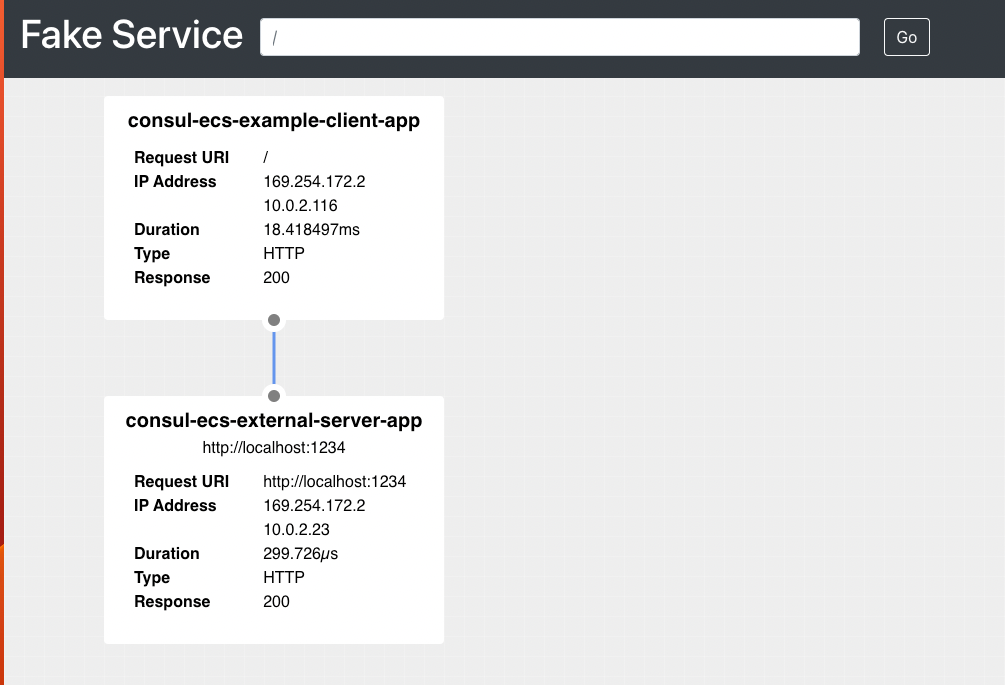 Fake Service / Go
consul-ecs-example-client-app
Request URI /
IP Address 169.254.172.2
10.0.2.116
Duration 18.418497ms
Type HTTP
Response 200
consul-ecs-external-server-app
http://localhost:1234
Request URI http://localhost:1234
IP Address 169.254.172.2
10.0.2.23
Duration 299.726µs
Type HTTP
Response 200